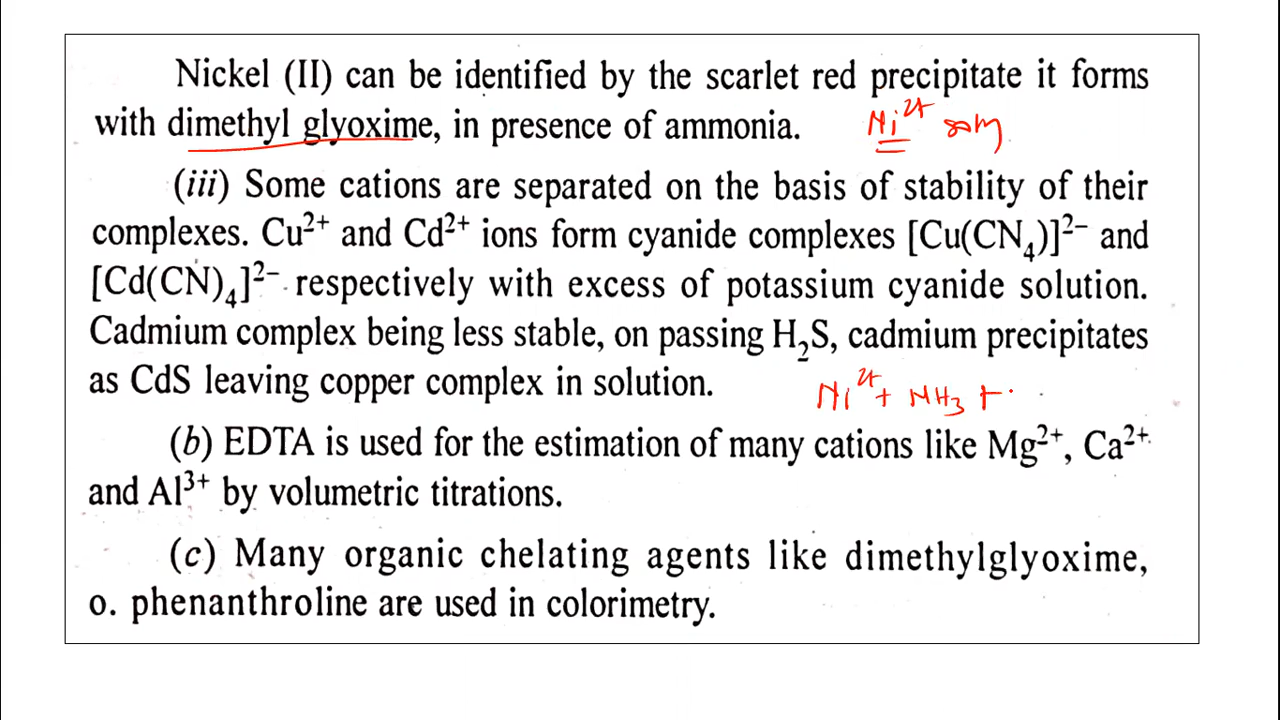 Nickel (II) can be identified by the scarlet red precipitate it forms
with dimethyl glyoxime, in presence of ammonia.
Ni²⁺ soln
(iii) Some cations are separated on the basis of stability of their
complexes. Cu²⁺ and Cd²⁺ ions form cyanide complexes [Cu(CN₄)]²⁻ and
[Cd(CN)₄]²⁻ respectively with excess of potassium cyanide solution.
Cadmium complex being less stable, on passing H₂S, cadmium precipitates
as CdS leaving copper complex in solution.
Ni²⁺ + NH₃ +
(b) EDTA is used for the estimation of many cations like Mg²⁺, Ca²⁺
and Al³⁺ by volumetric titrations.
(c) Many organic chelating agents like dimethylglyoxime,
o. phenanthroline are used in colorimetry.